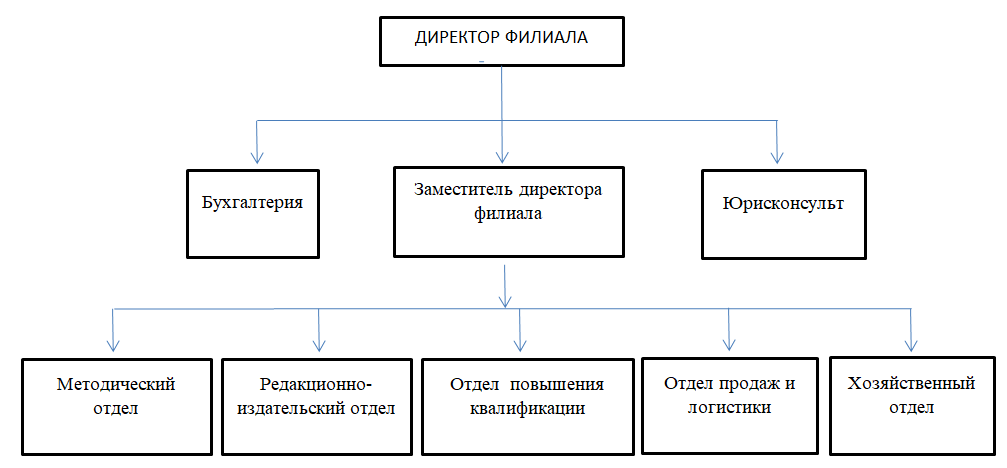 ДИРЕКТОР ФИЛИАЛА
Бухгалтерия
Заместитель директора
филиала
Юрисконсульт
Методический
отдел
Редакционно-
издательский отдел
Отдел повышения
квалификации
Отдел продаж и
логистики
Хозяйственный
отдел